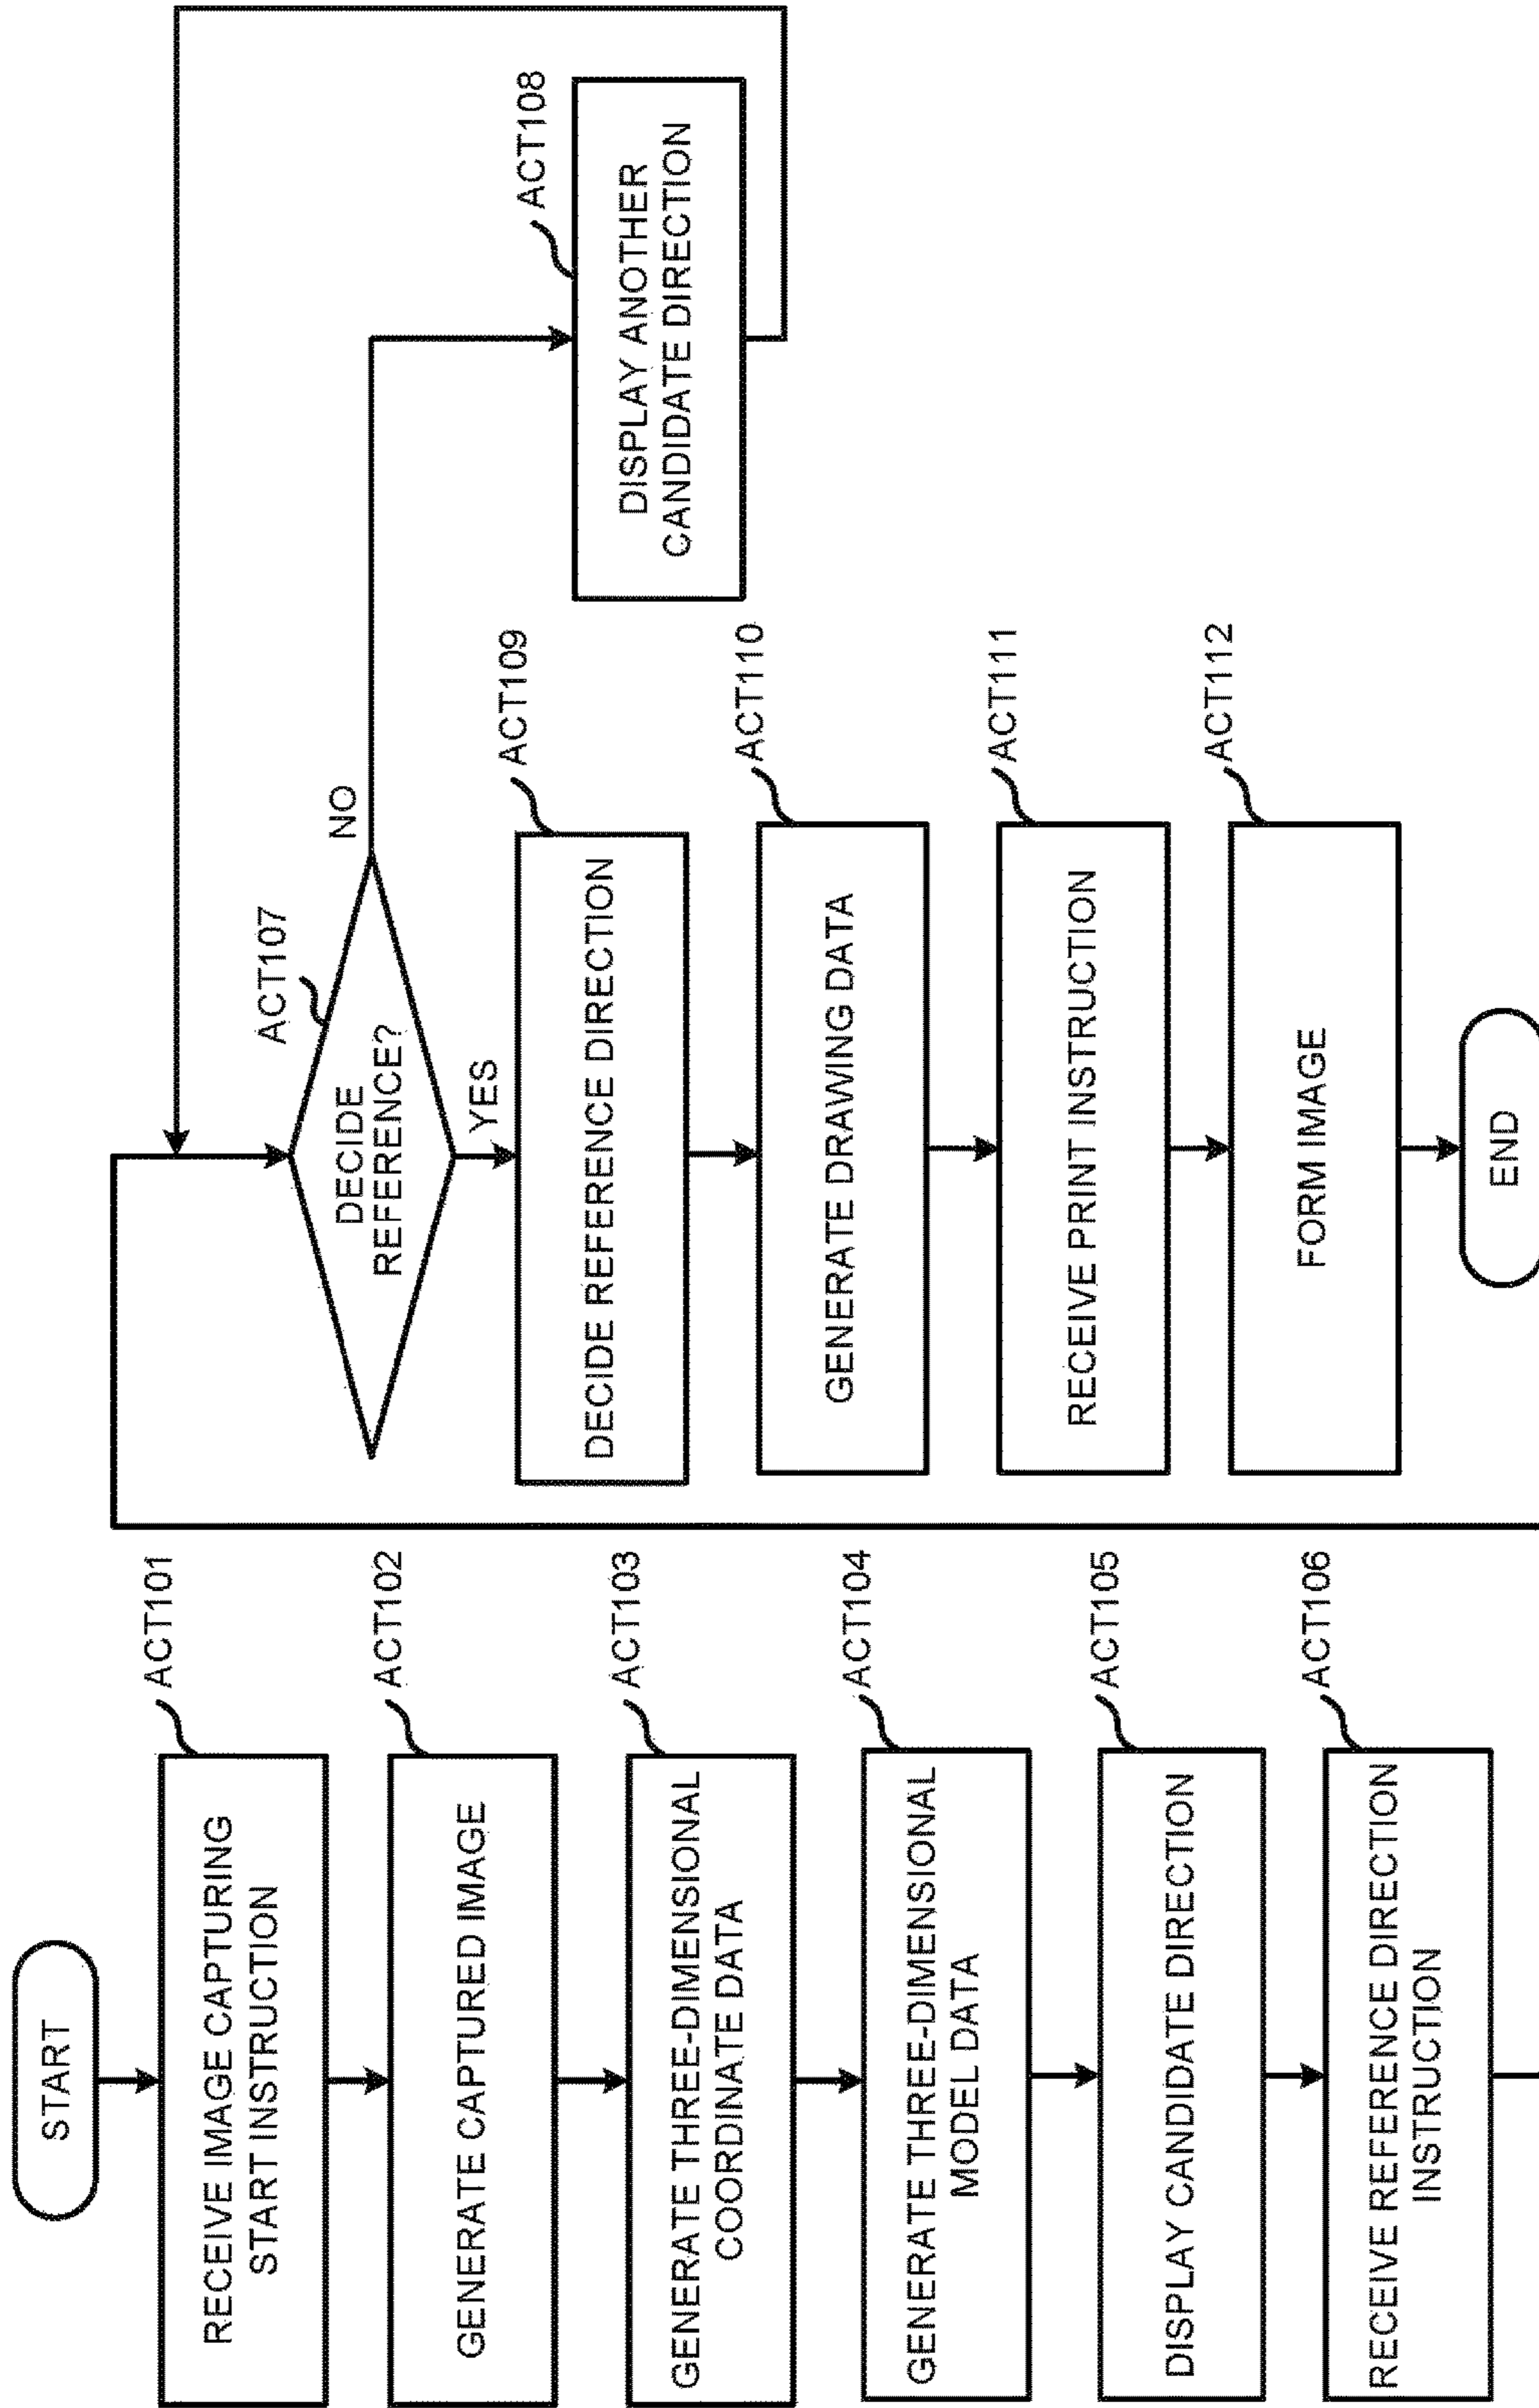 START
ACT101
RECEIVE IMAGE CAPTURING
START INSTRUCTION
ACT102
GENERATE CAPTURED IMAGE
ACT103
GENERATE THREE-DIMENSIONAL
COORDINATE DATA
ACT104
GENERATE THREE-DIMENSIONAL
MODEL DATA
ACT105
DISPLAY CANDIDATE DIRECTION
ACT106
RECEIVE REFERENCE DIRECTION
INSTRUCTION
ACT107
DECIDE
REFERENCE?
NO
YES
ACT108
DISPLAY ANOTHER
CANDIDATE DIRECTION
ACT109
DECIDE REFERENCE DIRECTION
ACT110
GENERATE DRAWING DATA
ACT111
RECEIVE PRINT INSTRUCTION
ACT112
FORM IMAGE
END